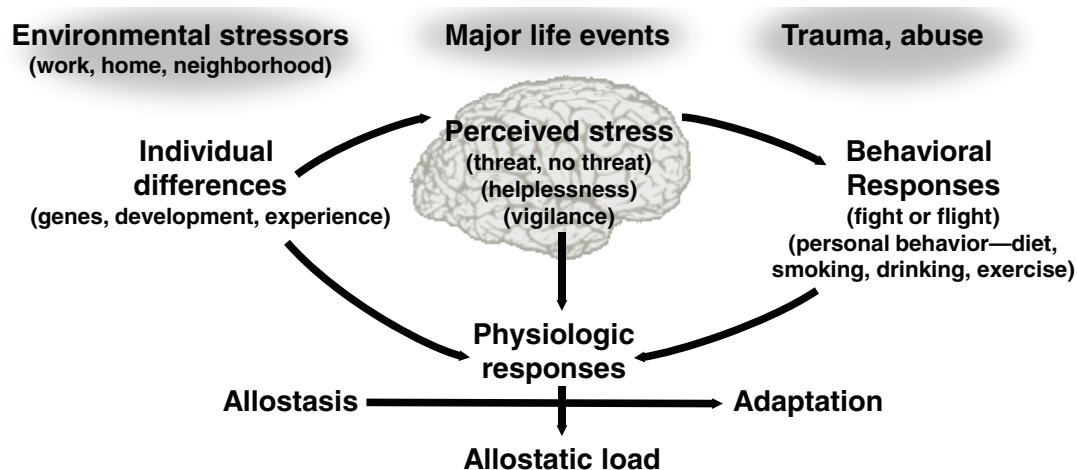 Environmental stressors
(work, home, neighborhood)
Major life events
Trauma, abuse
Individual
differences
(genes, development, experience)
Perceived stress
(threat, no threat)
(helplessness)
(vigilance)
Behavioral
Responses
(fight or flight)
(personal behavior—diet,
smoking, drinking, exercise)
Physiologic
responses
Allostasis
Adaptation
Allostatic load